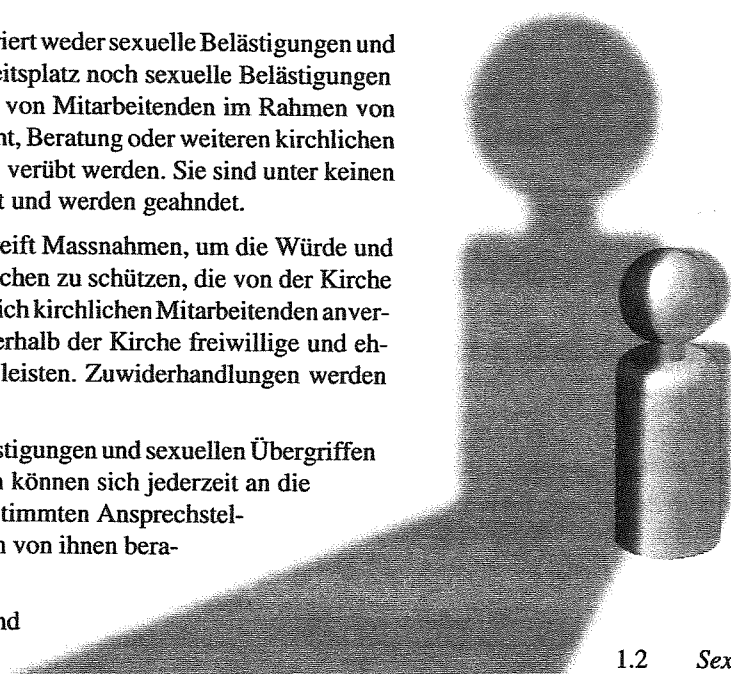 riert weder sexuelle Belästigungen und
eitsplatz noch sexuelle Belästigungen
von Mitarbeitenden im Rahmen von
ht, Beratung oder weiteren kirchlichen
verübt werden. Sie sind unter keinen
t und werden geahndet.
eift Massnahmen, um die Würde und
chen zu schützen, die von der Kirche
ich kirchlichen Mitarbeitenden anver-
erhalb der Kirche freiwillige und eh-
leisten. Zuwiderhandlungen werden
stigungen und sexuellen Übergriffen
n können sich jederzeit an die
timmten Ansprechstel-
n von ihnen bera-
nd
1.2 Sex